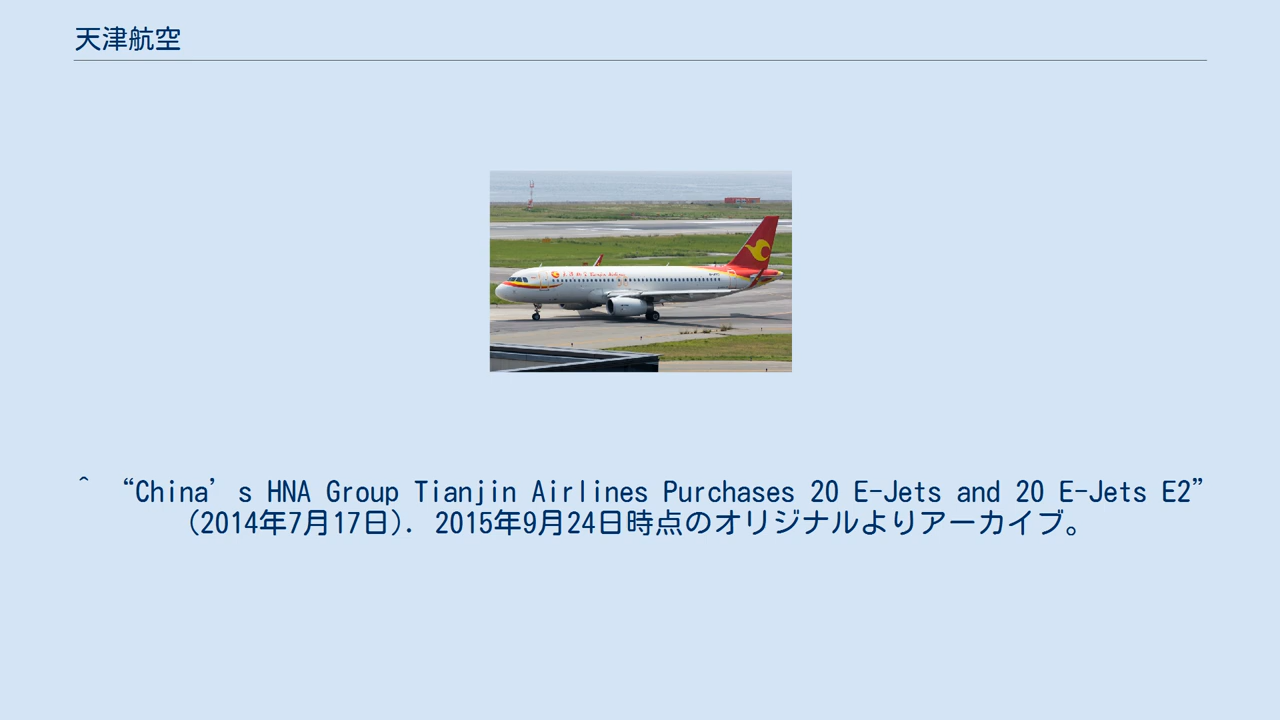 天津航空
^ “China’s HNA Group Tianjin Airlines Purchases 20 E-Jets and 20 E-Jets E2”
(2014年7月17日). 2015年9月24日時点のオリジナルよりアーカイブ。